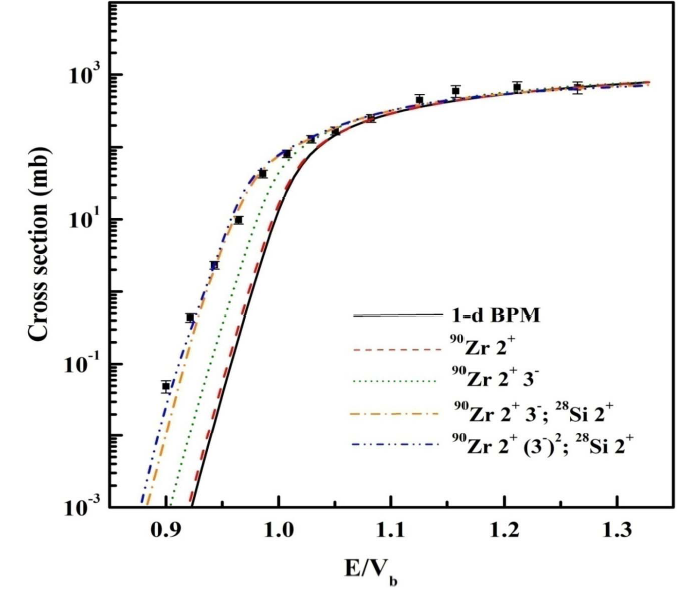 10³
10¹
10⁻¹
10⁻³
Cross section (mb)
1-d BPM
⁹⁰Zr 2⁺
⁹⁰Zr 2⁺ 3⁻
⁹⁰Zr 2⁺ 3⁻; ²⁸Si 2⁺
⁹⁰Zr 2⁺ (3⁻)²; ²⁸Si 2⁺
0.9 1.0 1.1 1.2 1.3
E/V_b